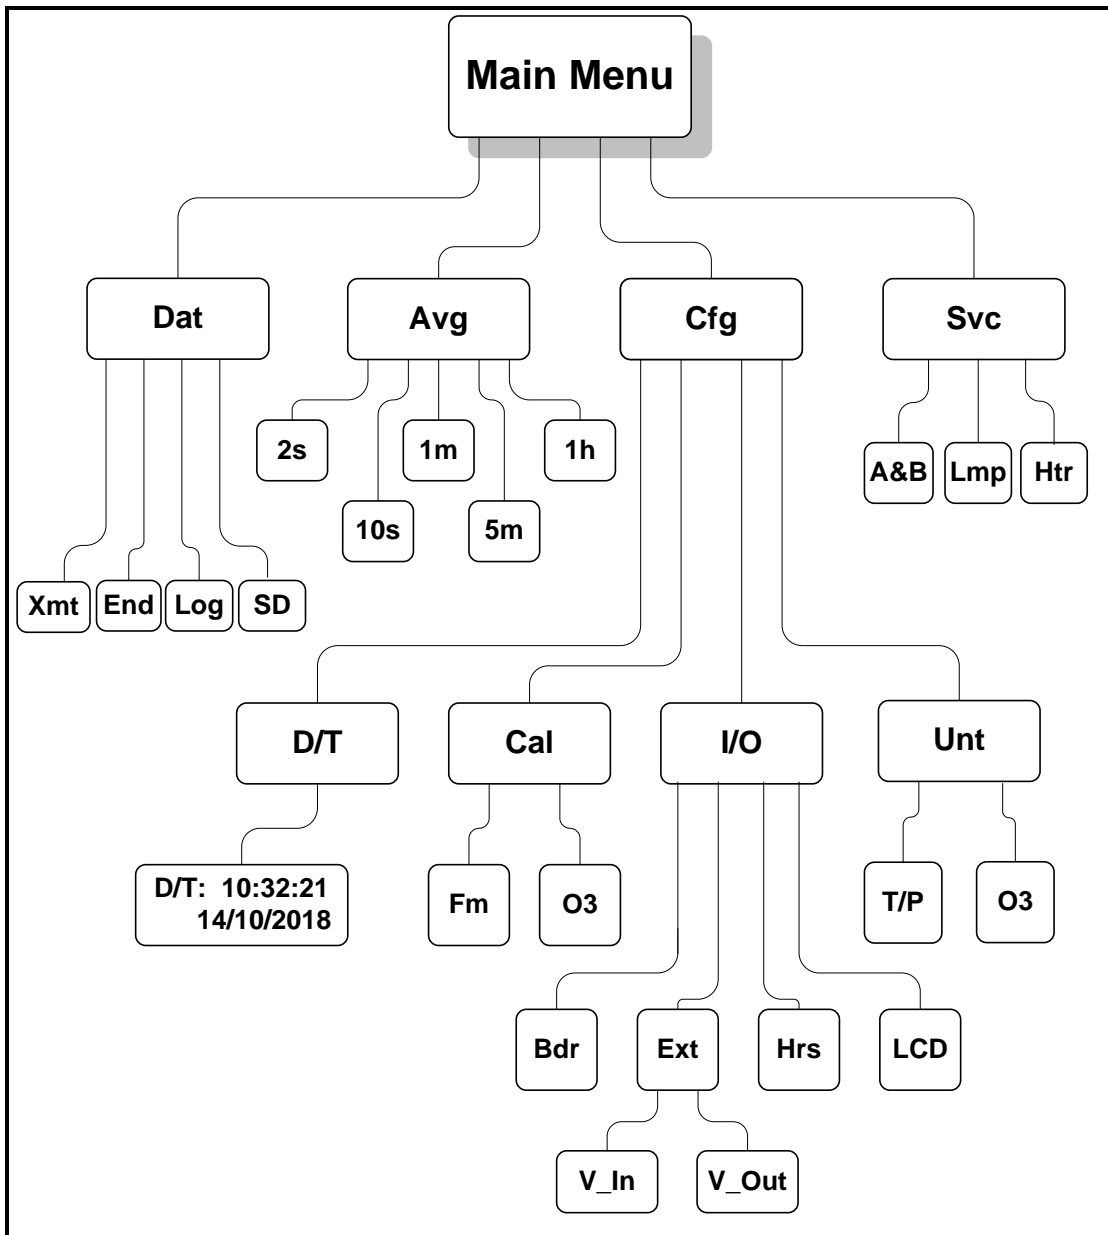 Main Menu
Dat
Avg
Cfg
Svc
2s
1m
1h
A&B
Lmp
Htr
10s
5m
Xmt
End
Log
SD
D/T
Cal
I/O
Unt
D/T: 10:32:21
14/10/2018
Fm
O3
T/P
O3
Bdr
Ext
Hrs
LCD
V_In
V_Out